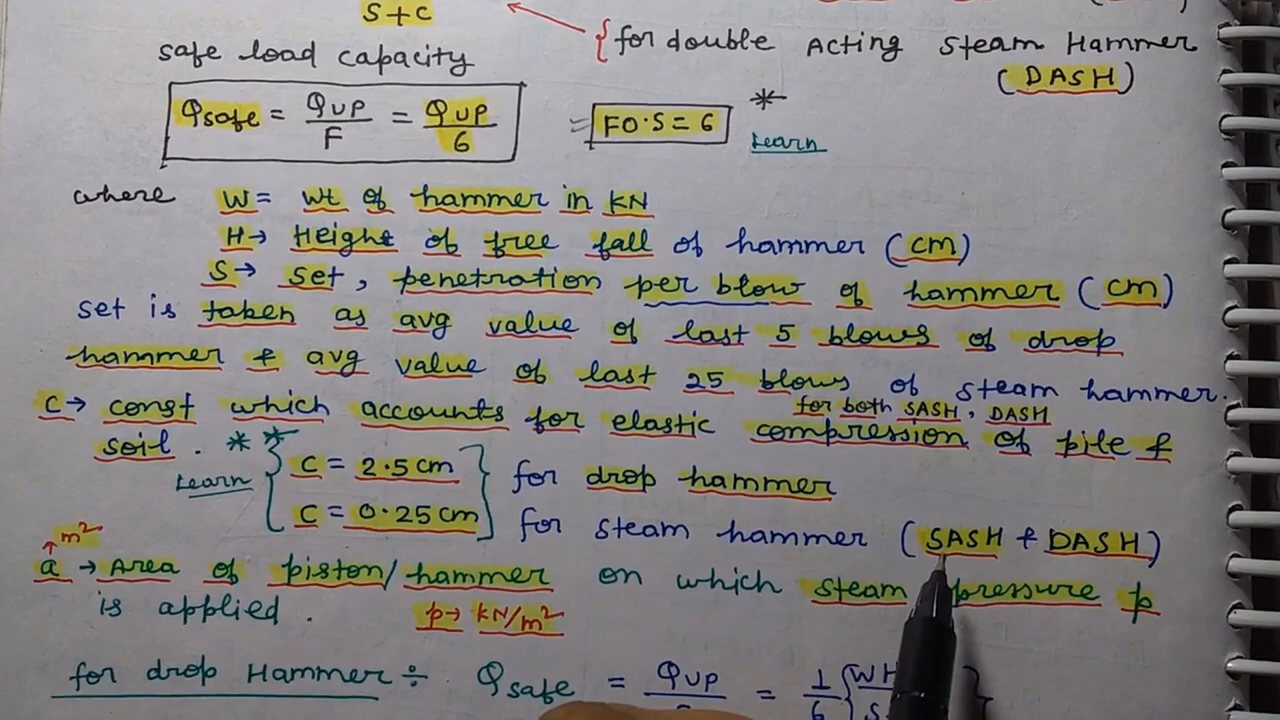 S+C
{for double Acting Steam Hammer
(DASH)
safe load capacity
Qsafe = QUP/F = QUP/6
= FO.S = 6
*
Learn
where W = wt of hammer in KN
H→ Height of free fall of hammer (cm)
S→ set, penetration per blow of hammer (cm)
set is taken as avg value of last 5 blows of drop
hammer & avg value of last 25 blows of steam hammer.
for both SASH, DASH
C→ const which accounts for elastic compression of pile &
soil. **
Learn
{ C = 2.5 cm } for drop hammer
{ C = 0.25 cm } for steam hammer (SASH & DASH)
m²
a → Area of piston/hammer on which steam pressure p
is applied. p→ KN/m²
for drop Hammer ÷ Qsafe = QUP = 1/6 {WH